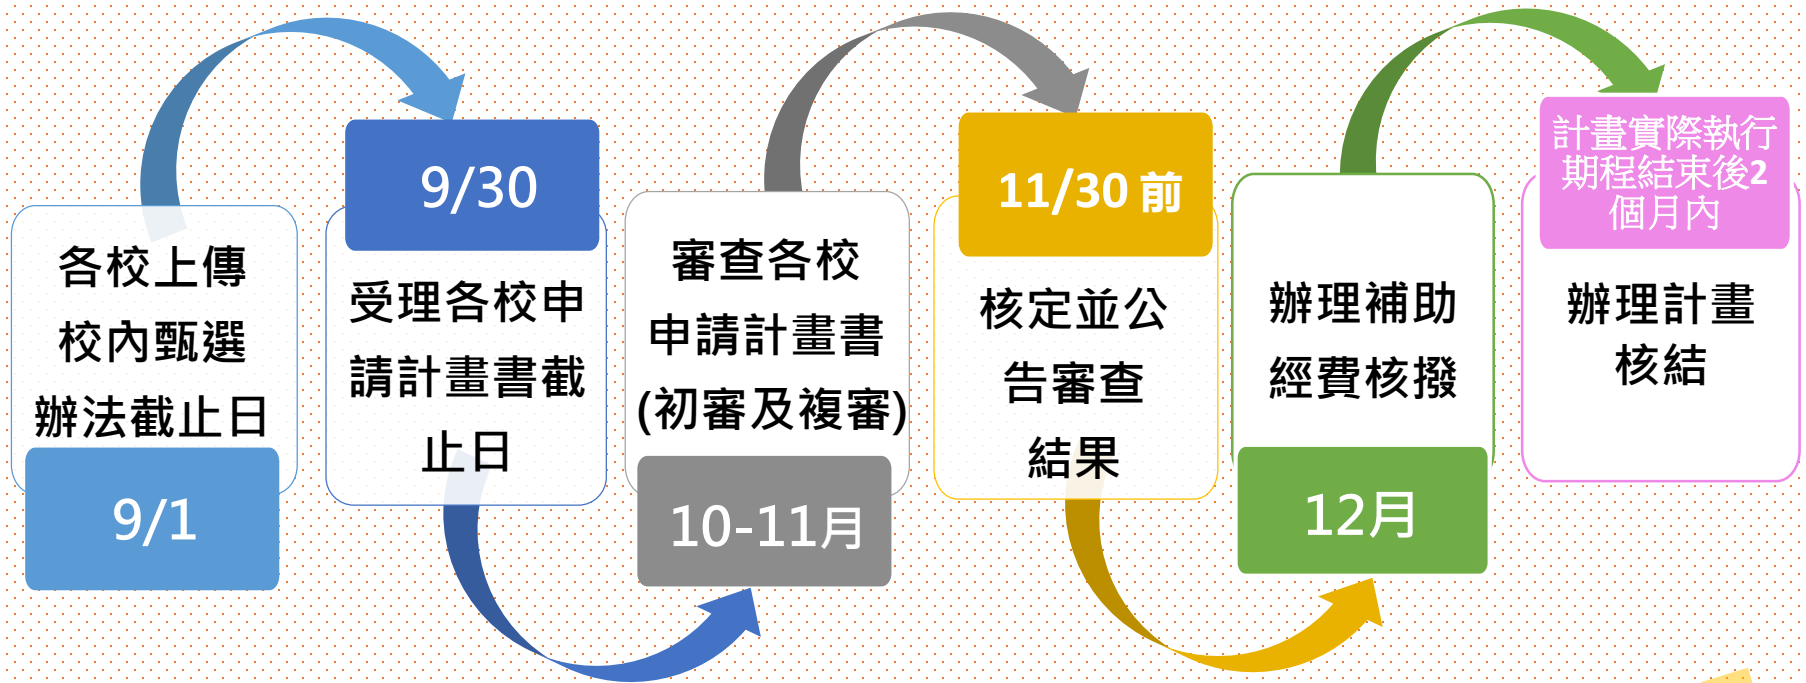 各校上傳
校內甄選
辦法截止日
9/1
9/30
受理各校申
請計畫書截
止日
審查各校
申請計畫書
(初審及複審)
10-11月
11/30 前
核定並公
告審查
結果
辦理補助
經費核撥
12月
計畫實際執行
期程結束後2
個月內
辦理計畫
核結